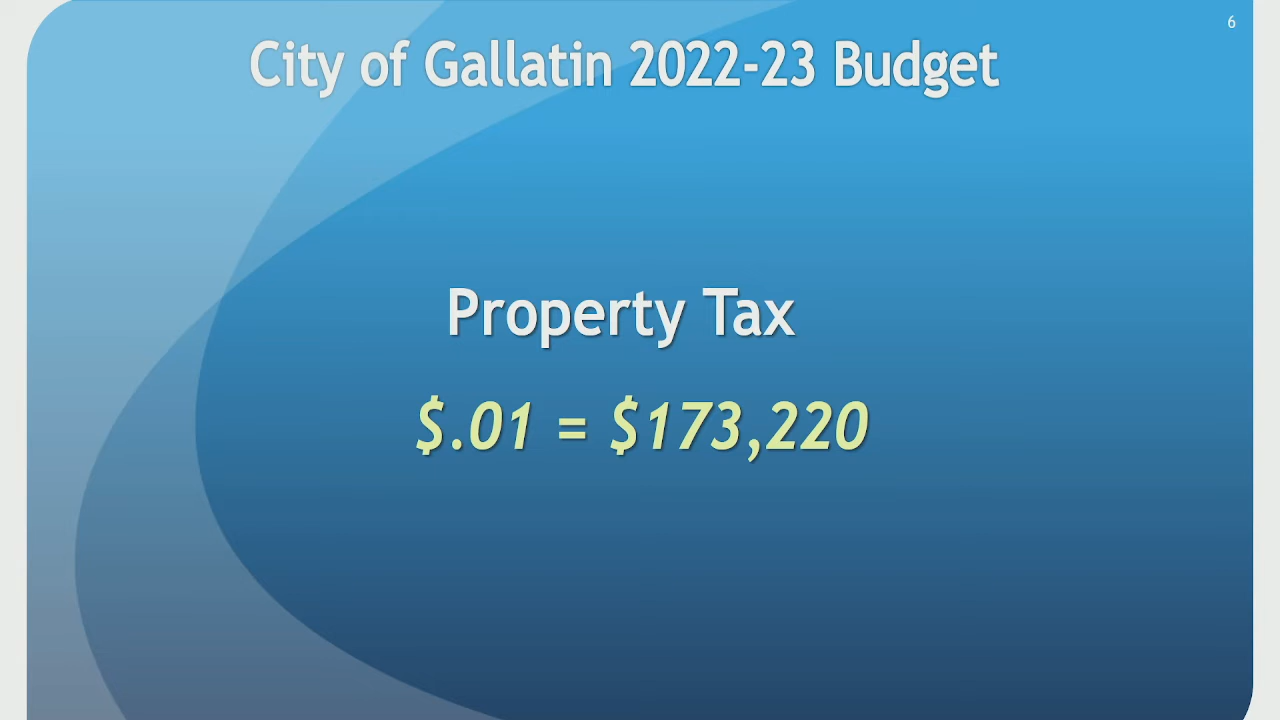 6
City of Gallatin 2022-23 Budget
Property Tax
$.01 = $173,220